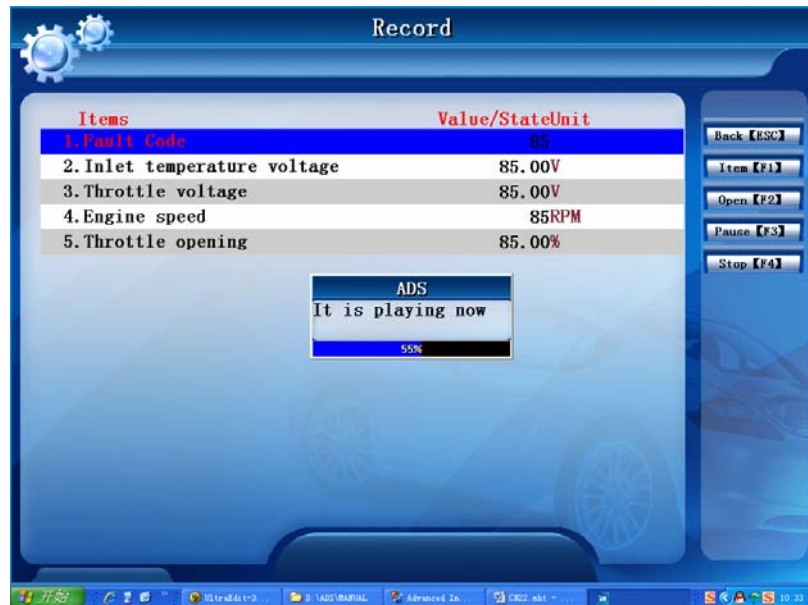 Record
Items Value/StateUnit
1.Fault Code 85
2.Inlet temperature voltage 85.00V
3.Throttle voltage 85.00V
4.Engine speed 85RPM
5.Throttle opening 85.00%
Back【ESC】
Item【F1】
Open【F2】
Pause【F3】
Stop【F4】
ADS
It is playing now
55%
开始 UltraEdit-3... D:\ADS\MANUAL Advanced In... CH22.mht - ... 10:33